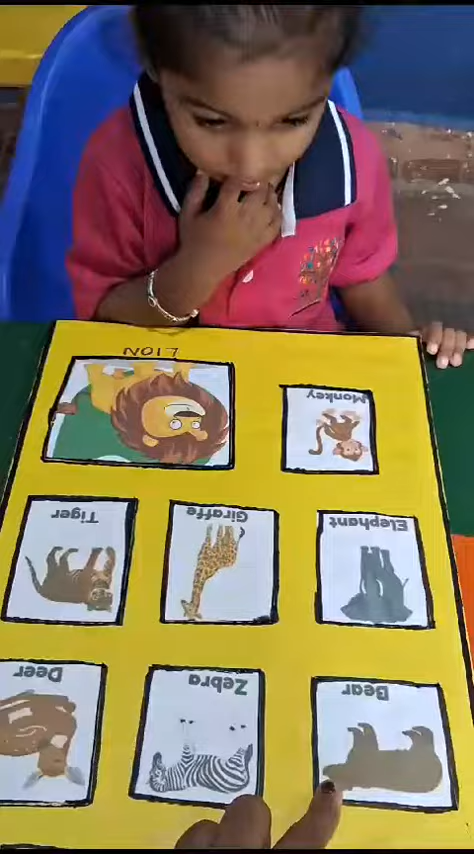 LION
Monkey
Tiger
Giraffe
Elephant
Deer
Zebra
Bear